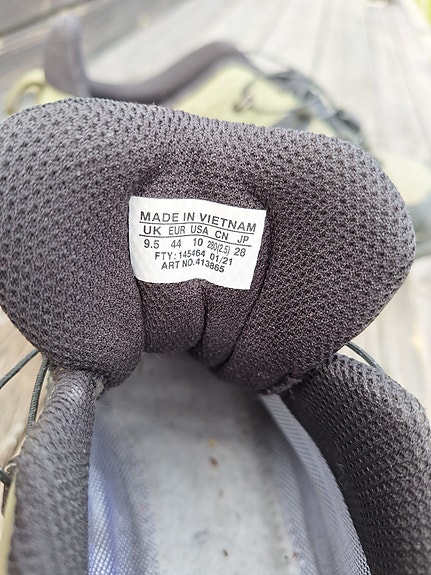 MADE IN VIETNAM
UK EUR USA CN JP
9.5 44 10 280(2.5) 28
FTY: 145464 01/21
ART NO.413865